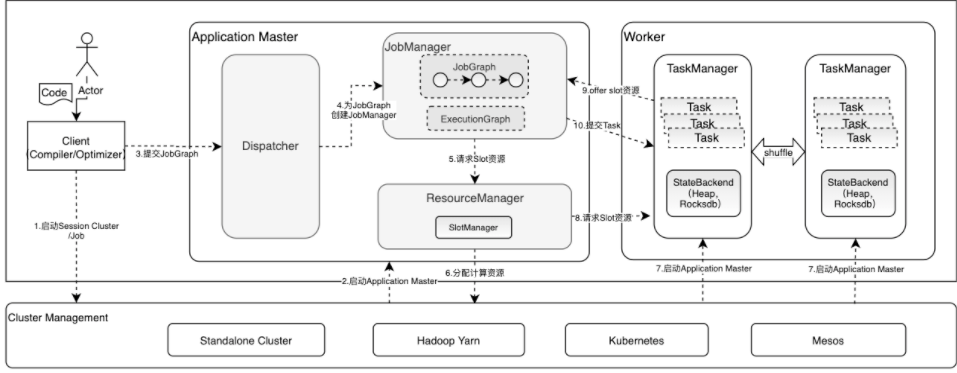 Application Master
Worker
JobManager
TaskManager
TaskManager
JobGraph
Code
Actor
9.offer slot资源
Task
Task
Task
Task
Task
Task
4.为JobGraph
创建JobManager
ExecutionGraph
10.提交Task
Client
(Compiler/Optimizer)
Dispatcher
3.提交JobGraph
shuffle
5.请求Slot资源
StateBackend
(Heap,
Rocksdb)
StateBackend
(Heap,
Rocksdb)
ResourceManager
SlotManager
8.请求Slot资源
1.启动Session Cluster
/Job
2.启动Application Master
6.分配计算资源
7.启动Application Master
7.启动Application Master
Cluster Management
Standalone Cluster
Hadoop Yarn
Kubernetes
Mesos